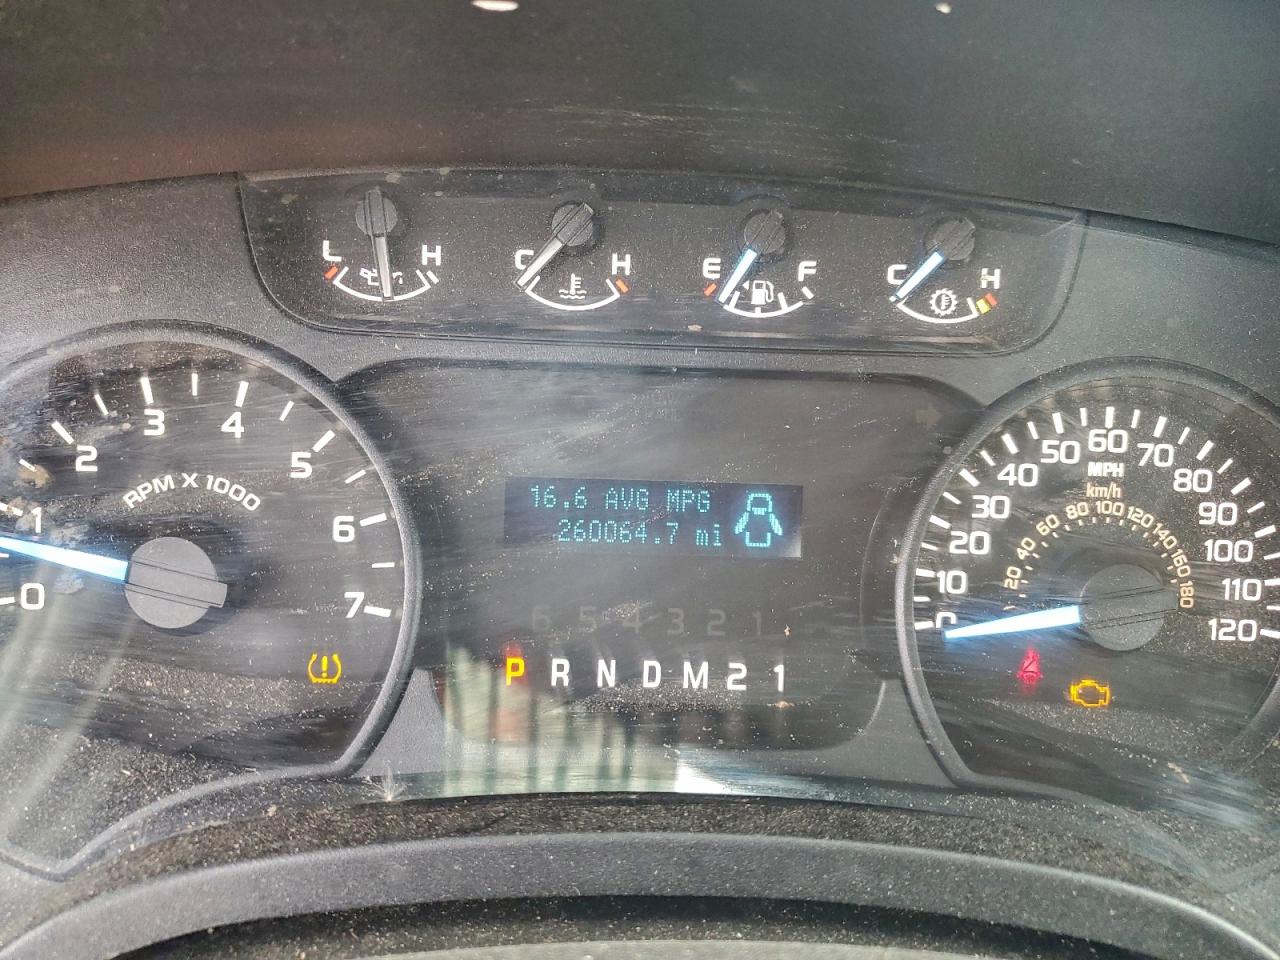 L H
C H
E F
C H
0 1 2 3 4 5 6 7
RPM X 1000
16.6 AVG MPG
260064.7 mi
6 5 4 3 2 1
P R N D M 2 1
0 10 20 30 40 50 60 70 80 90 100 110 120
MPH
km/h
20 40 60 80 100 120 140 160 180